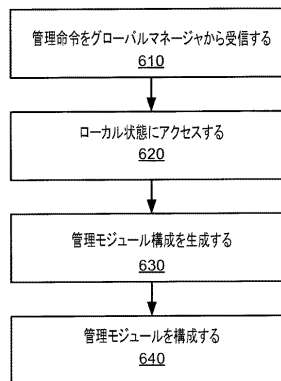 管理命令をグローバルマネージャから受信する
610
ローカル状態にアクセスする
620
管理モジュール構成を生成する
630
管理モジュールを構成する
640